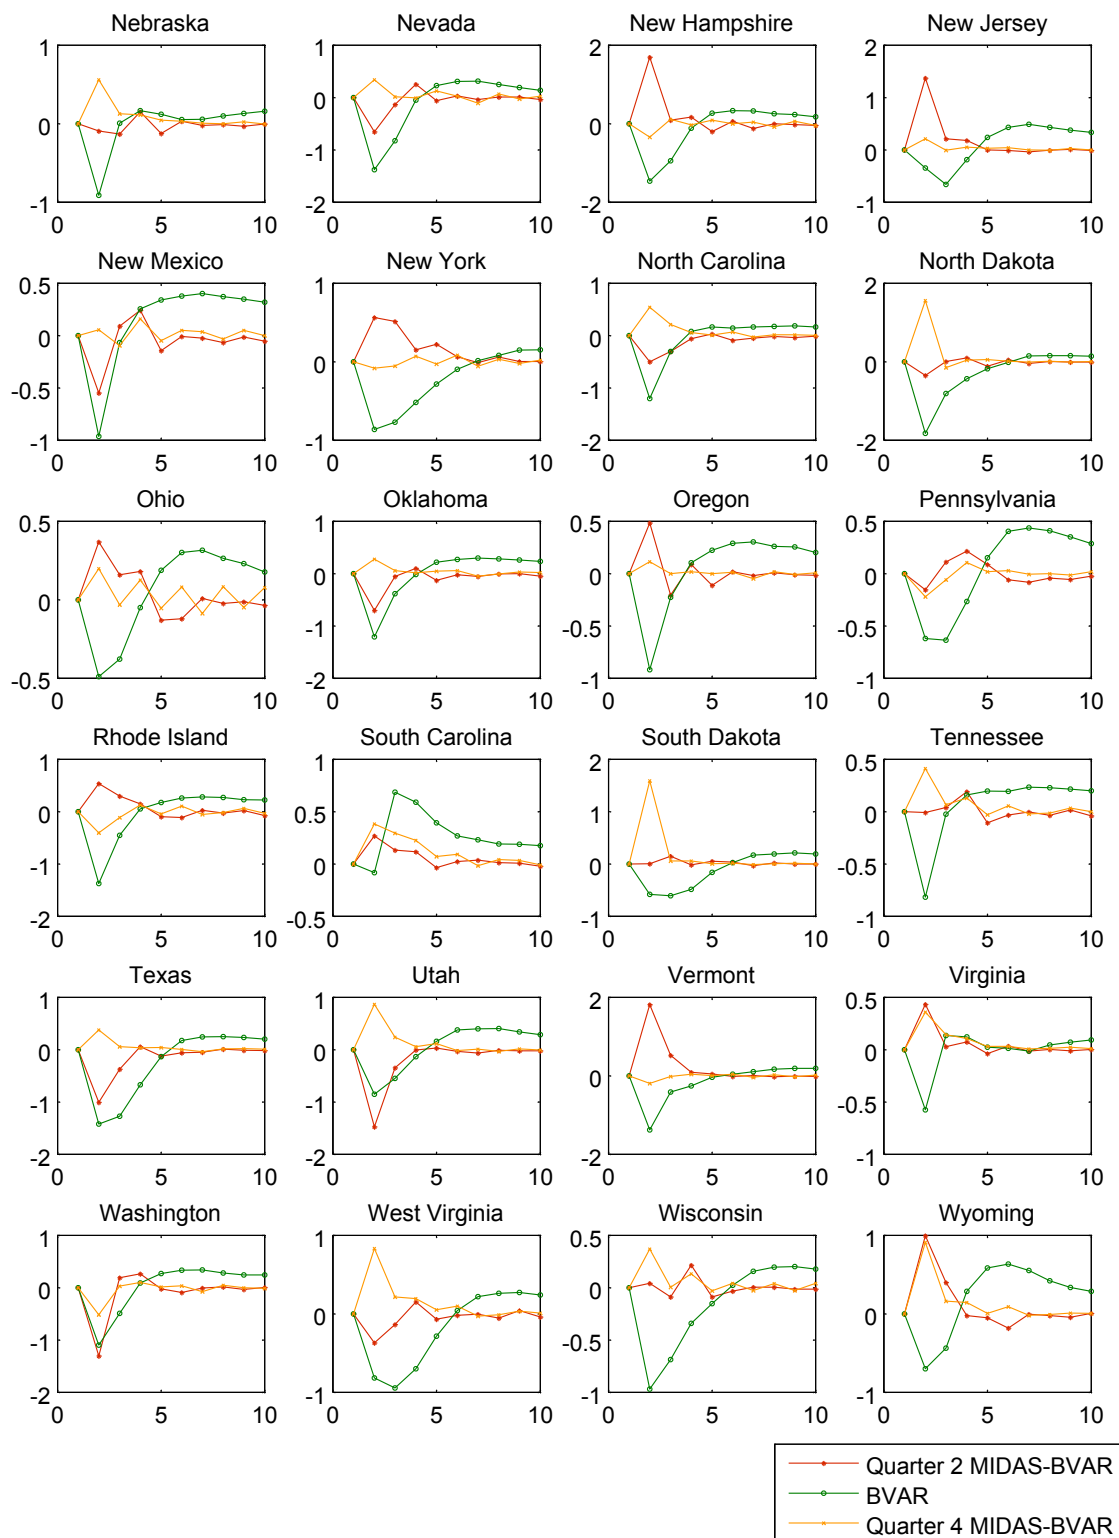 Nebraska Nevada New Hampshire New Jersey
1 1 2 2
0 0 1
0 -1 0 0
-1 -2 2 -1
0 5 10 0 5 10 0 5 10 0 5 10
New Mexico New York North Carolina North Dakota
0.5 1 1 2
0 0
-0.5 0 -1 0
-1 -1 -2 -2
0 5 10 0 5 10 0 5 10 0 5 10
Ohio Oklahoma Oregon Pennsylvania
0.5 1 0.5 0.5
0 0 0
0 -1 -0.5 -0.5
-0.5 -2 -1 -1
0 5 10 0 5 10 0 5 10 0 5 10
Rhode Island South Carolina South Dakota Tennessee
1 1 2 0.5
0 0.5 1 0
-1 0 0 -0.5
-2 -0.5 -1 -1
0 5 10 0 5 10 0 5 10 0 5 10
Texas Utah Vermont Virginia
1 1 2 0.5
0 0 0
-1 -1 0 -0.5
-2 -2 2 -1
0 5 10 0 5 10 0 5 10 0 5 10
Washington West Virginia Wisconsin Wyoming
1 1 0.5 1
0 0
-1 0 -0.5 0
-2 -1 -1 -1
0 5 10 0 5 10 0 5 10 0 5 10
Quarter 2 MIDAS-BVAR
BVAR
Quarter 4 MIDAS-BVAR